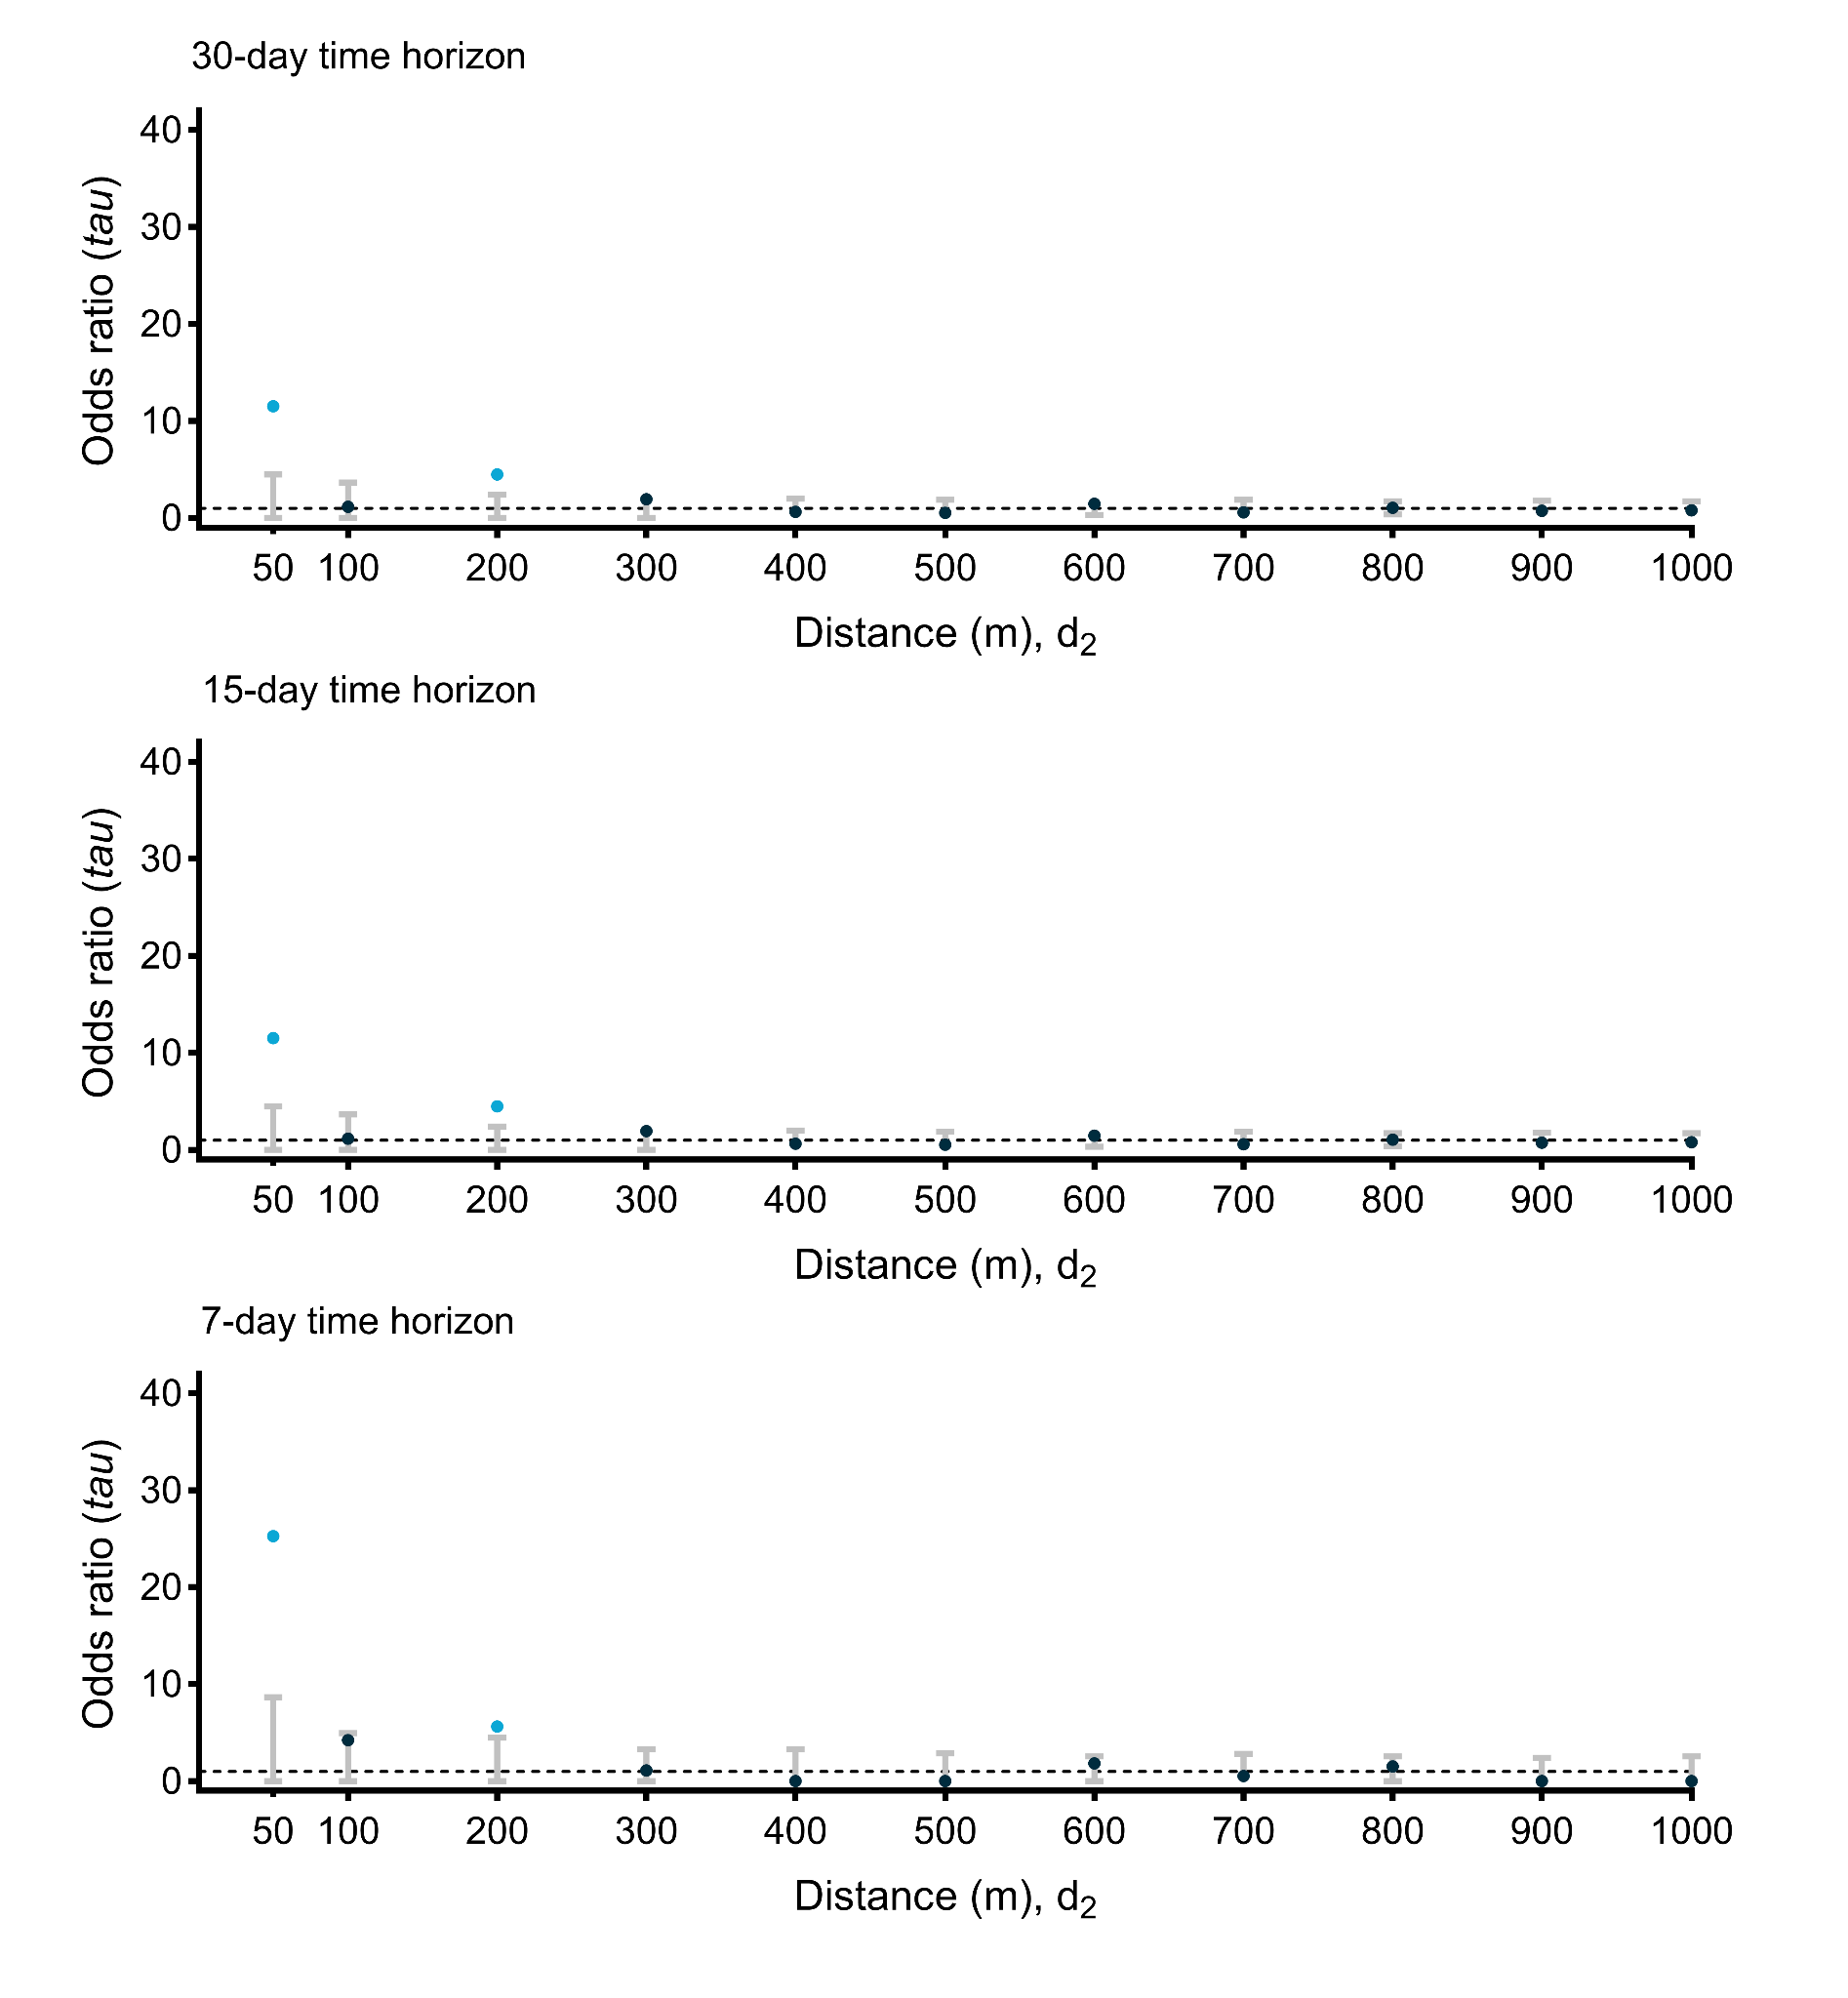 30-day time horizon
40
30
20
10
0
Odds ratio (tau)
50 100 200 300 400 500 600 700 800 900 1000
Distance (m), d₂
15-day time horizon
40
30
20
10
0
Odds ratio (tau)
50 100 200 300 400 500 600 700 800 900 1000
Distance (m), d₂
7-day time horizon
40
30
20
10
0
Odds ratio (tau)
50 100 200 300 400 500 600 700 800 900 1000
Distance (m), d₂